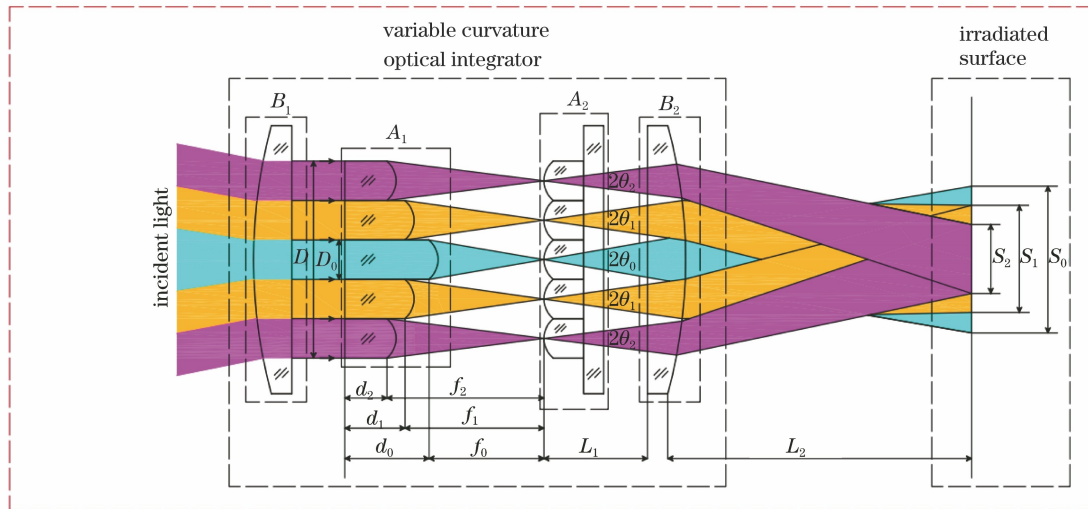 variable curvature
optical integrator
irradiated
surface
B₁
A₁
A₂
B₂
incident light
D
D₀
2θ₂
2θ₁
2θ₀
2θ₁
2θ₂
S₂
S₁
S₀
d₂
f₂
d₁
f₁
d₀
f₀
L₁
L₂